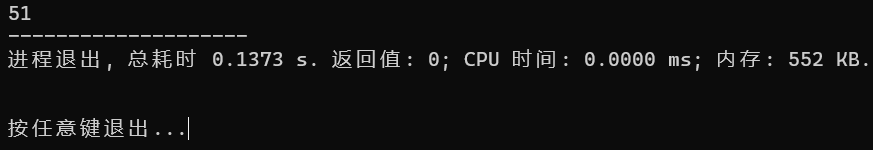 51
--------------------
进程退出, 总耗时 0.1373 s. 返回值: 0; CPU 时间: 0.0000 ms; 内存: 552 KB.
按任意键退出...